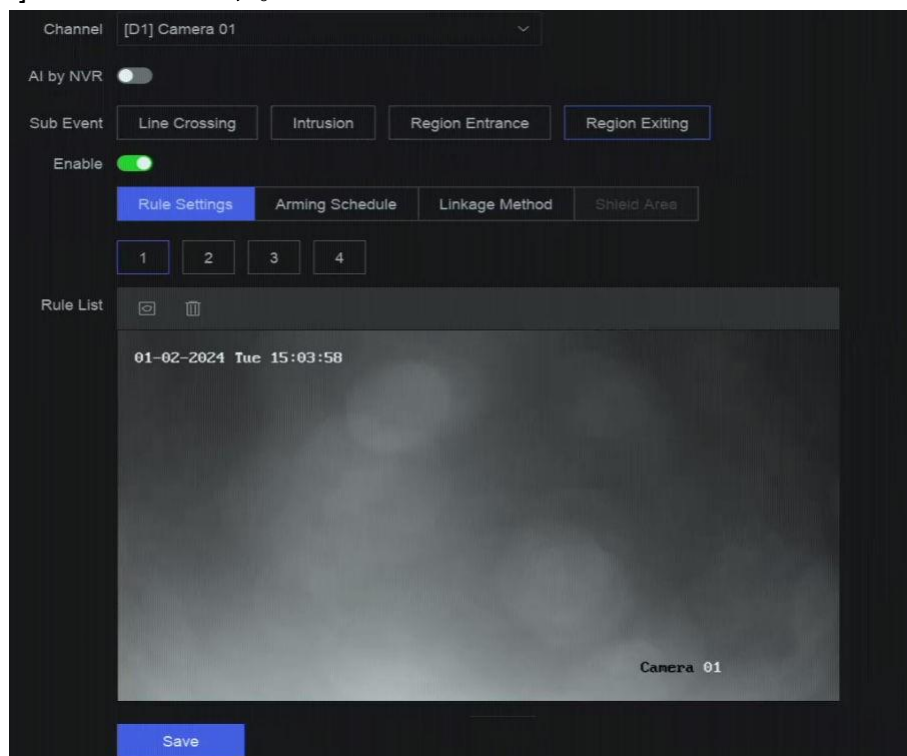 Channel [D1] Camera 01
AI by NVR
Sub Event Line Crossing Intrusion Region Entrance Region Exiting
Enable
Rule Settings Arming Schedule Linkage Method Shield Area
1 2 3 4
Rule List
01-02-2024 Tue 15:03:58
Camera 01
Save